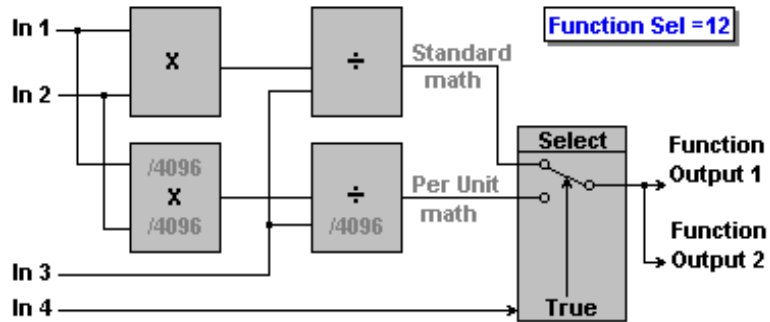 In 1
In 2
In 3
In 4
X
÷
Standard
math
/4096
X
/4096
÷
/4096
Per Unit
math
Function Sel =12
Select
True
Function
Output 1
Function
Output 2